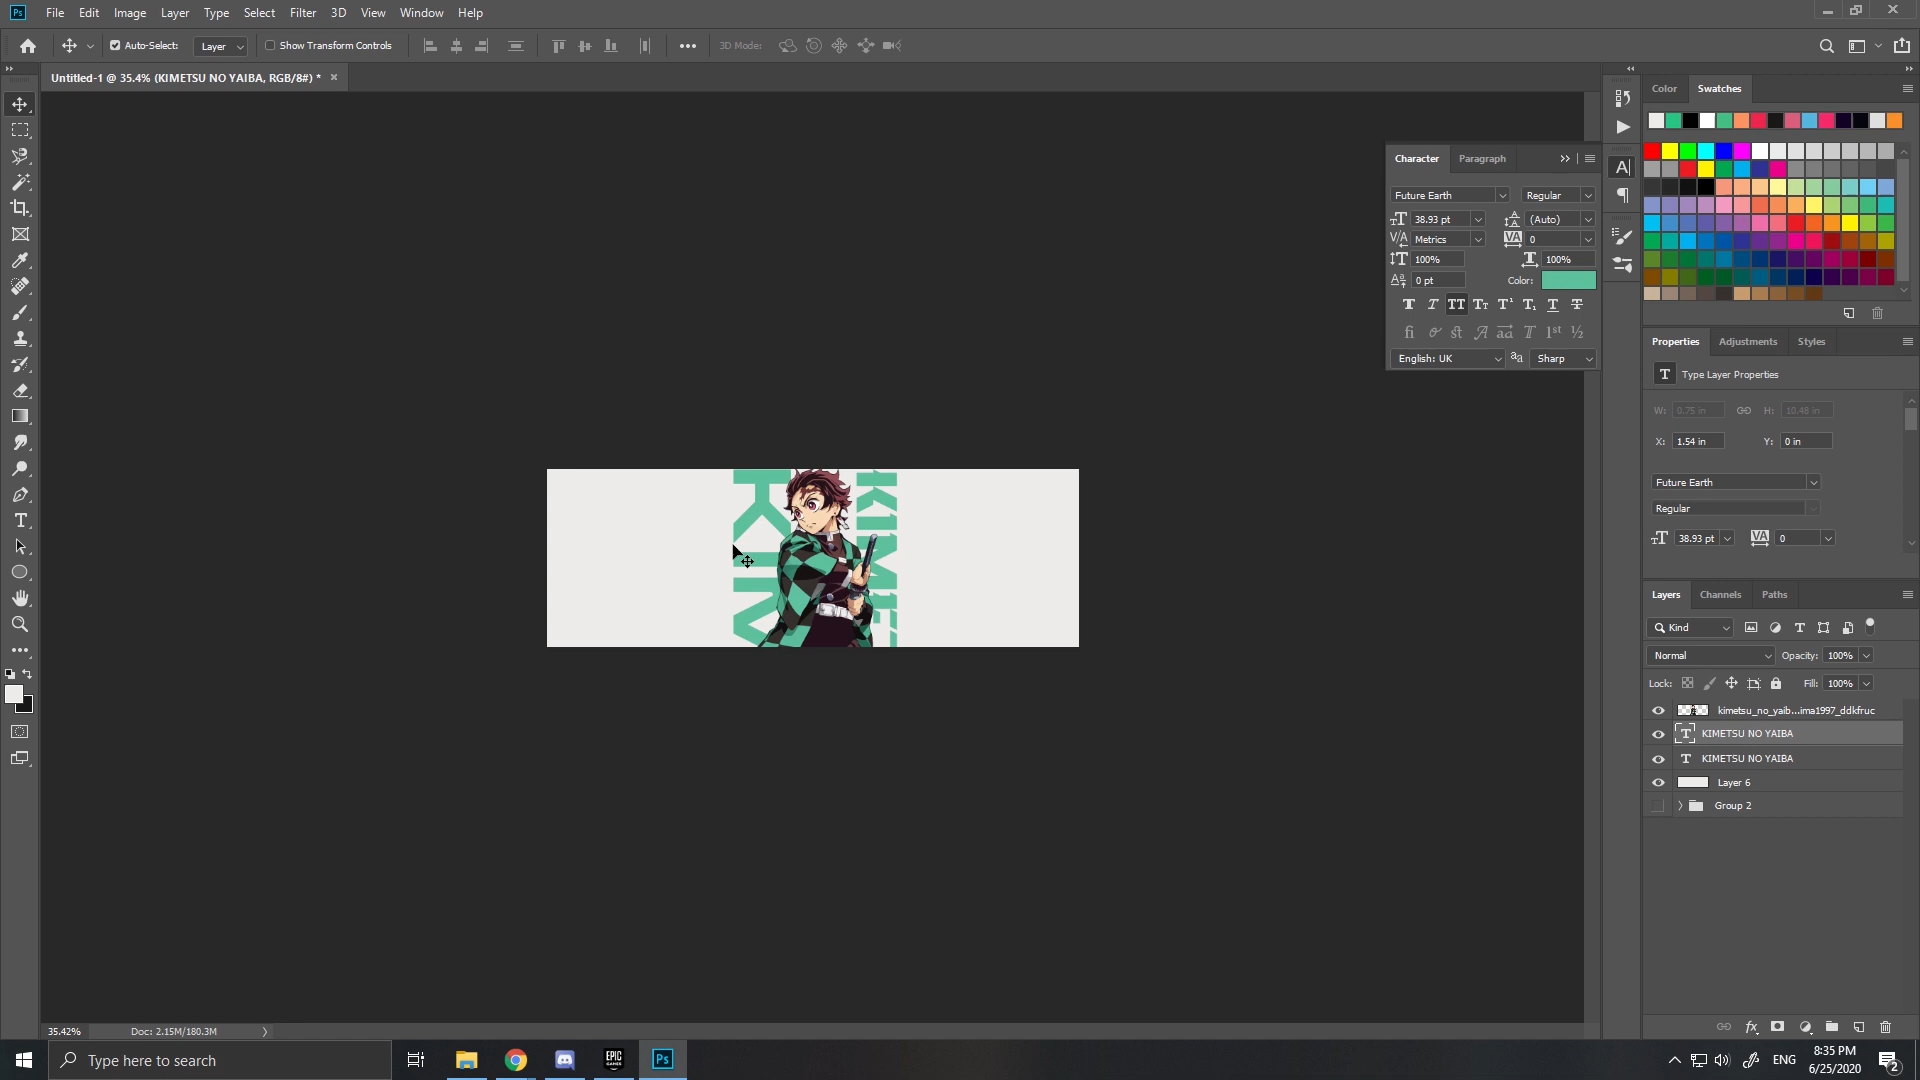 Ps File Edit Image Layer Type Select Filter 3D View Window Help
Auto-Select: Layer Show Transform Controls 3D Mode:
Untitled-1 @ 35.4% (KIMETSU NO YAIBA, RGB/8#) *
Color Swatches
Character Paragraph
Future Earth Regular
38.93 pt (Auto)
Metrics 0
100% 100%
0 pt Color:
English: UK Sharp
Properties Adjustments Styles
Type Layer Properties
W: 0.75 in H: 10.48 in
X: 1.54 in Y: 0 in
Future Earth
Regular
38.93 pt 0
KIM
KIMET
Layers Channels Paths
Kind
Normal Opacity: 100%
Lock: Fill: 100%
kimetsu_no_yaib...ima1997_ddkfruc
KIMETSU NO YAIBA
KIMETSU NO YAIBA
Layer 6
Group 2
35.42% Doc: 2.15M/180.3M
Type here to search
EPIC GAMES
Ps
ENG
8:35 PM
6/25/2020
2